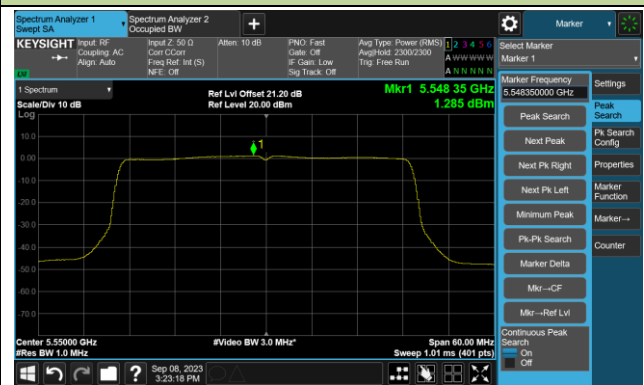 Spectrum Analyzer 1
Swept SA
Spectrum Analyzer 2
Occupied BW
Marker
KEYSIGHT
Input: RF
Coupling: AC
Align: Auto
Input Z: 50 Ω
Corr CCorr
Freq Ref: Int (S)
NFE: Off
Atten: 10 dB
PNO: Fast
Gate: Off
IF Gain: Low
Sig Track: Off
Avg Type: Power (RMS)
Avg|Hold: 2300/2300
Trig: Free Run
1 2 3 4 5 6
A W W W W W
A N N N N N
Select Marker
Marker 1
1 Spectrum
Scale/Div 10 dB
Log
Ref Lvl Offset 21.20 dB
Ref Level 20.00 dBm
Mkr1 5.548 35 GHz
1.285 dBm
10.0
0.00
-10.0
-20.0
-30.0
-40.0
-50.0
-60.0
-70.0
1
Center 5.55000 GHz
#Res BW 1.0 MHz
#Video BW 3.0 MHz*
Span 60.00 MHz
Sweep 1.01 ms (401 pts)
Marker Frequency
5.548350000 GHz
Peak Search
Next Peak
Next Pk Right
Next Pk Left
Minimum Peak
Pk-Pk Search
Marker Delta
Mkr→CF
Mkr→Ref Lvl
Continuous Peak
Search
On
Off
Settings
Peak
Search
Pk Search
Config
Properties
Marker
Function
Marker→
Counter
Sep 08, 2023
3:23:18 PM